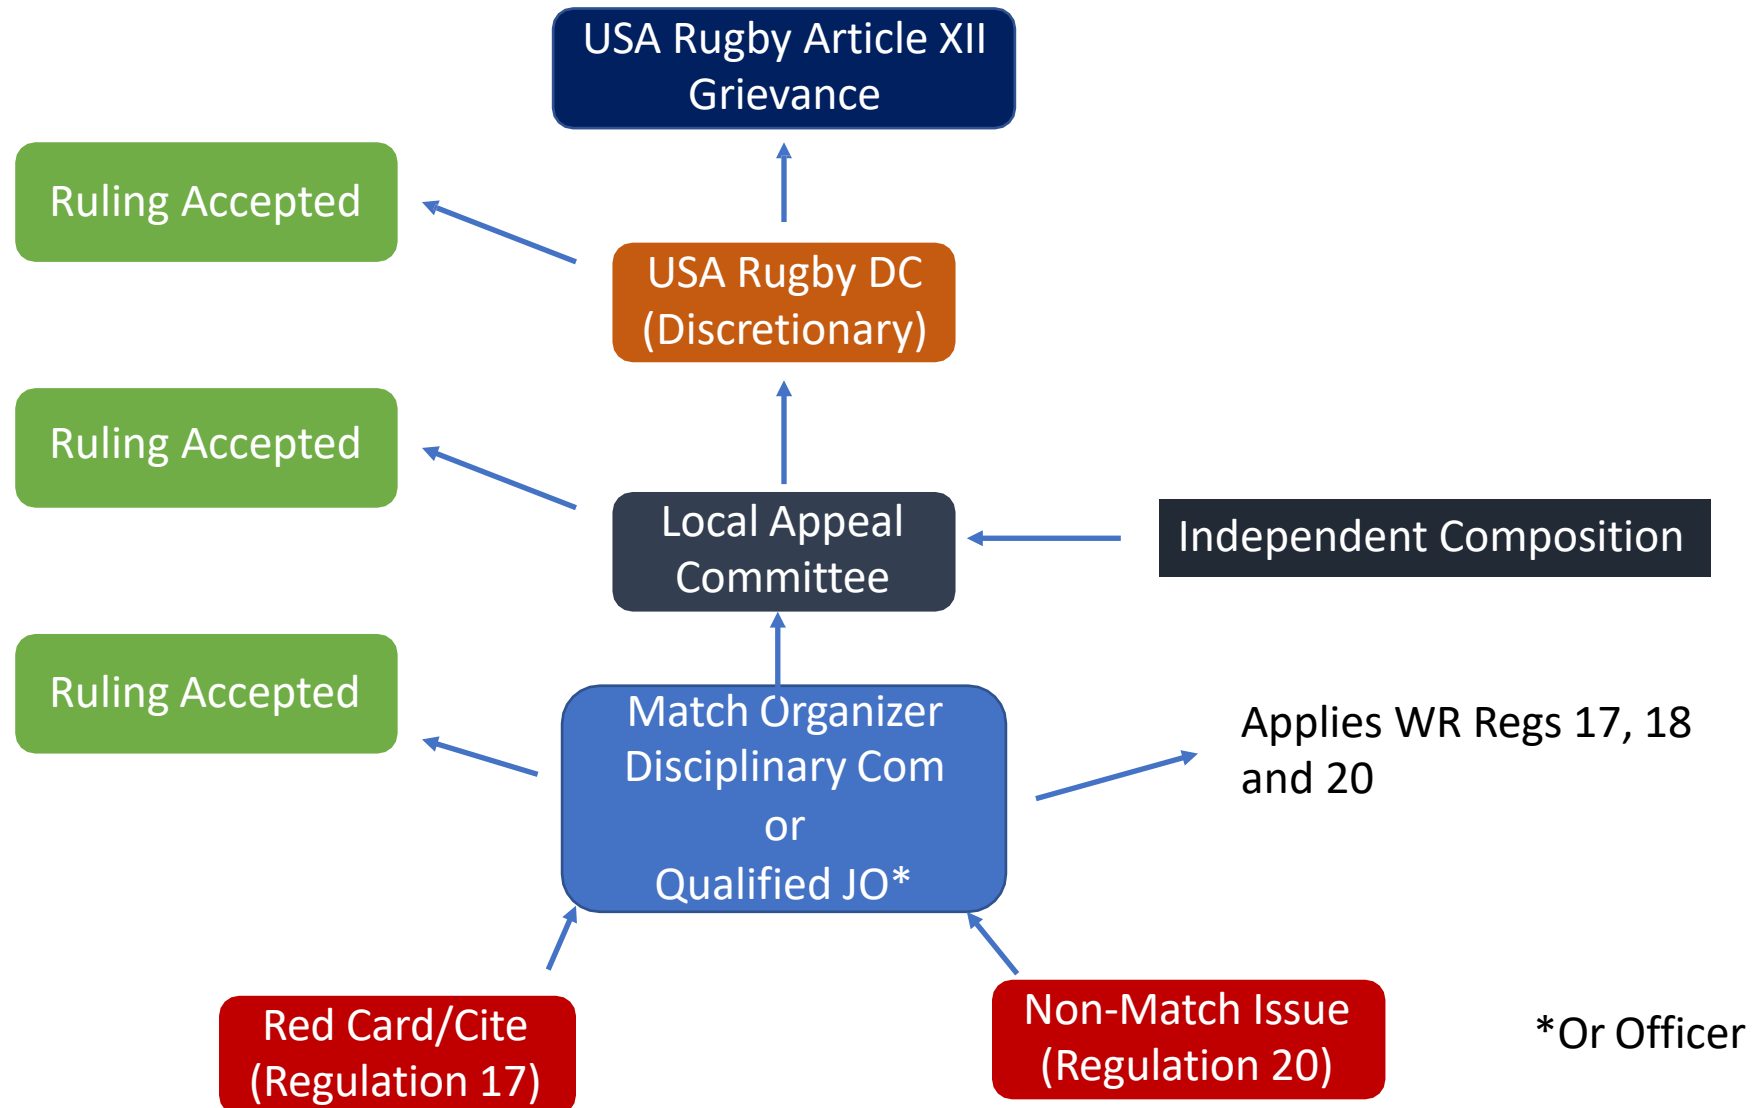 USA Rugby Article XII
Grievance
Ruling Accepted
USA Rugby DC
(Discretionary)
Ruling Accepted
Local Appeal
Committee
Independent Composition
Ruling Accepted
Match Organizer
Disciplinary Com
or
Qualified JO*
Applies WR Regs 17, 18
and 20
Red Card/Cite
(Regulation 17)
Non-Match Issue
(Regulation 20)
*Or Officer